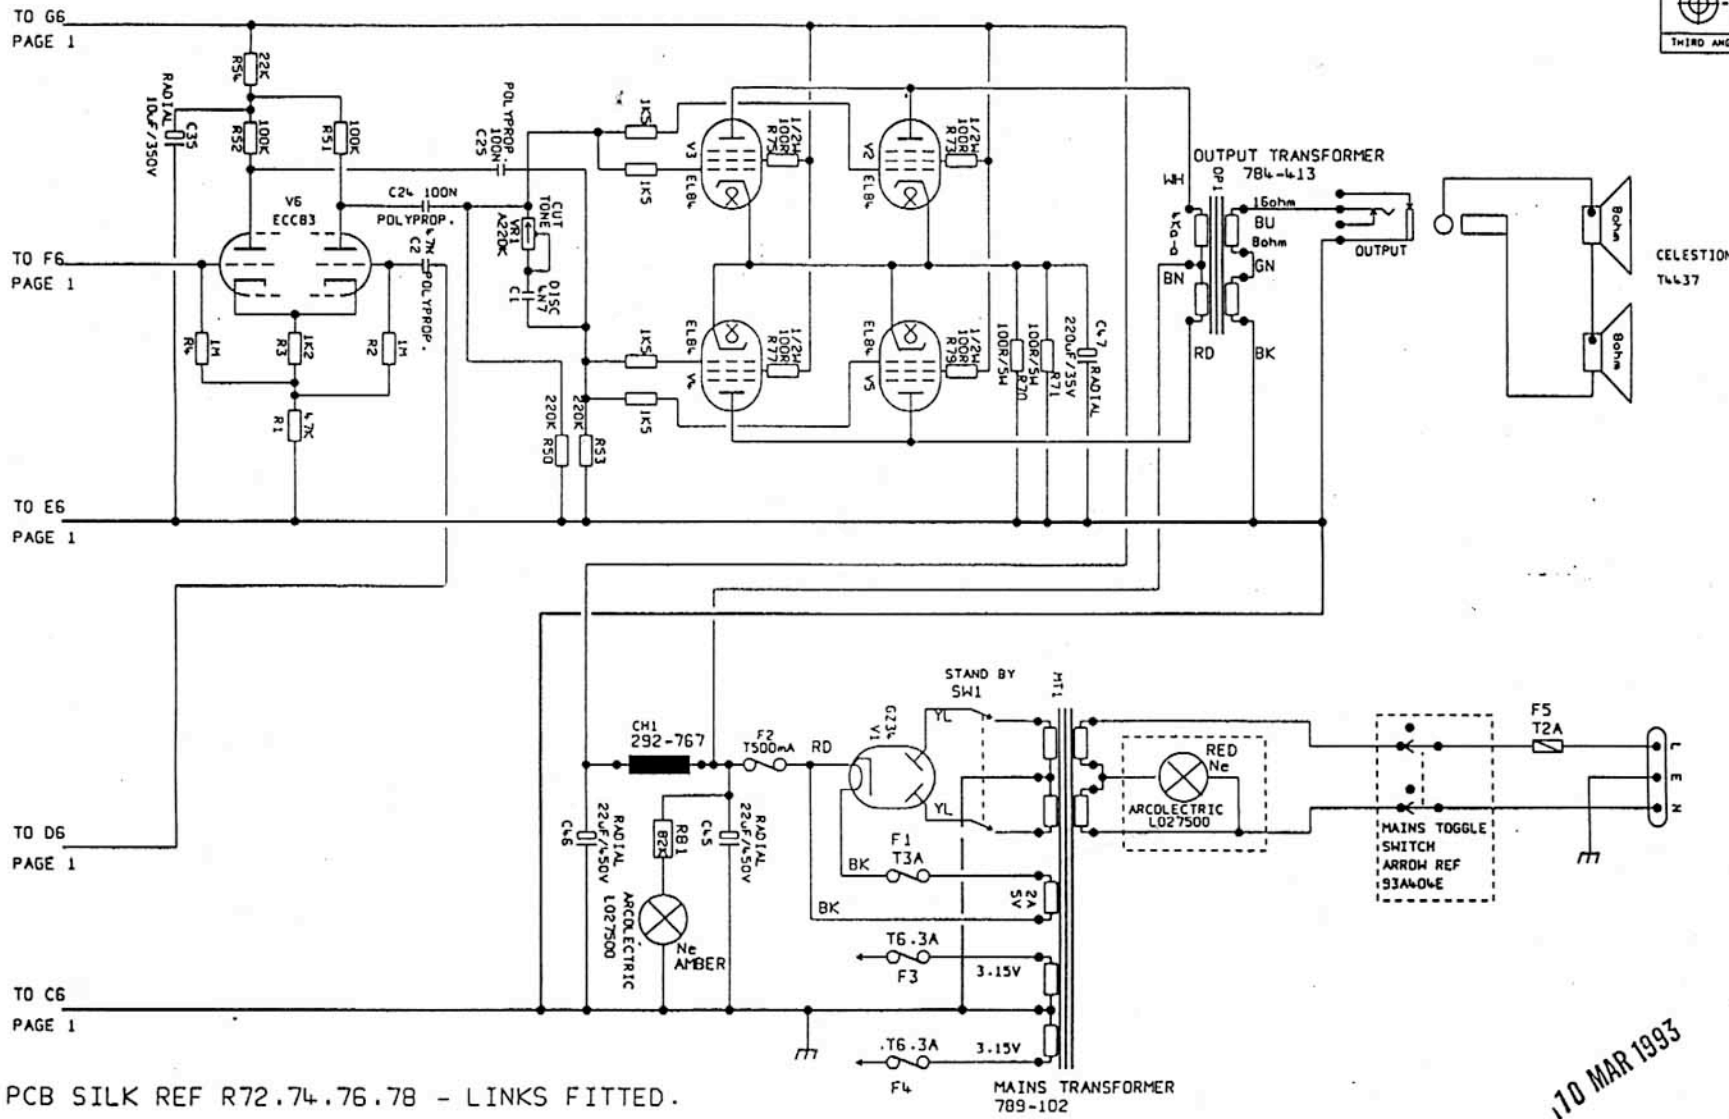 TO G6
PAGE 1
THIRD ANG
22K
R54
RADIAL
10uF/350V
C35
100K
R52
100K
R51
V6
ECC83
C24 100N
POLYPROP.
47N
C2
POLYPROP.
POLYPROP.
100N
C25
CUT
TONE
VR1
A220K
DISC
4N7
C1
TO F6
PAGE 1
1M
R4
1K2
R3
1M
R2
47K
R1
220K
R50
220K
R53
1K5
1K5
1K5
1K5
V3
EL84
1/2W
100R
R75
V2
EL84
1/2W
100R
R73
EL84
V4
1/2W
100R
R77
EL84
V5
1/2W
100R
R79
100R/5W
R70
100R/5W
R71
220uF/35V
C47
RADIAL
OUTPUT TRANSFORMER
784-413
OP1
WH
4K a-a
BN
RD
16ohm
BU
8ohm
GN
BK
OUTPUT
8ohm
8ohm
CELESTION
T4437
TO E6
PAGE 1
STAND BY
SW1
MT1
GZ34
V1
YL
YL
CH1
292-767
F2
T500mA
RD
RADIAL
22uF/450V
C46
R81
82K
RADIAL
22uF/450V
C45
ARCOLECTRIC
L027500
Ne
AMBER
F1
T3A
BK
BK
2A
5V
T6.3A
F3
3.15V
T6.3A
F4
3.15V
RED
Ne
ARCOLECTRIC
L027500
MAINS TOGGLE
SWITCH
ARROW REF
93A404E
F5
T2A
L
E
N
TO D6
PAGE 1
TO C6
PAGE 1
MAINS TRANSFORMER
789-102
PCB SILK REF R72.74.76.78 - LINKS FITTED.
10 MAR 1993